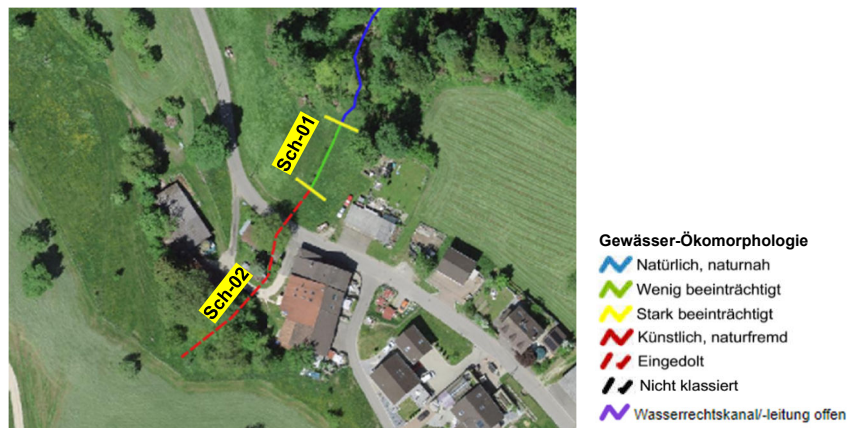 Sch-01
Sch-02
Gewässer-Ökomorphologie
Natürlich, naturnah
Wenig beeinträchtigt
Stark beeinträchtigt
Künstlich, naturfremd
Eingedolt
Nicht klassiert
Wasserrechtskanal/-leitung offen